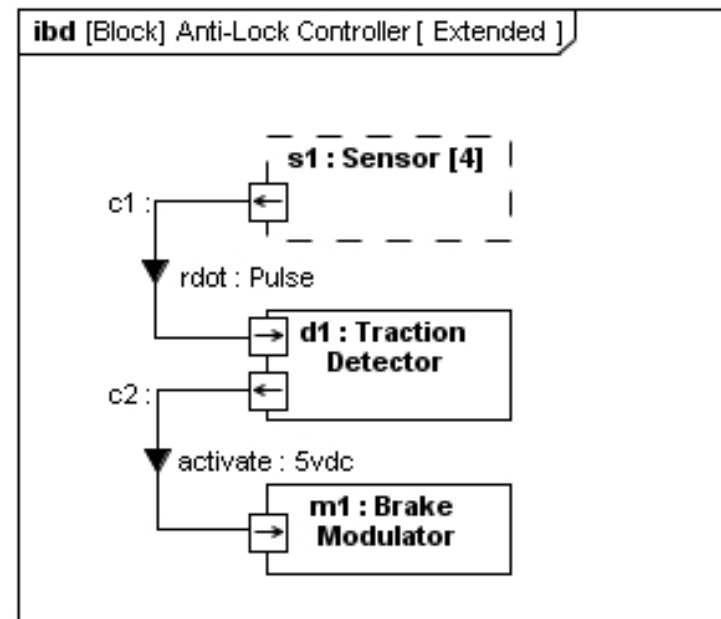 ibd [Block] Anti-Lock Controller [ Extended ]
s1 : Sensor [4]
c1 :
rdot : Pulse
d1 : Traction
Detector
c2 :
activate : 5vdc
m1 : Brake
Modulator